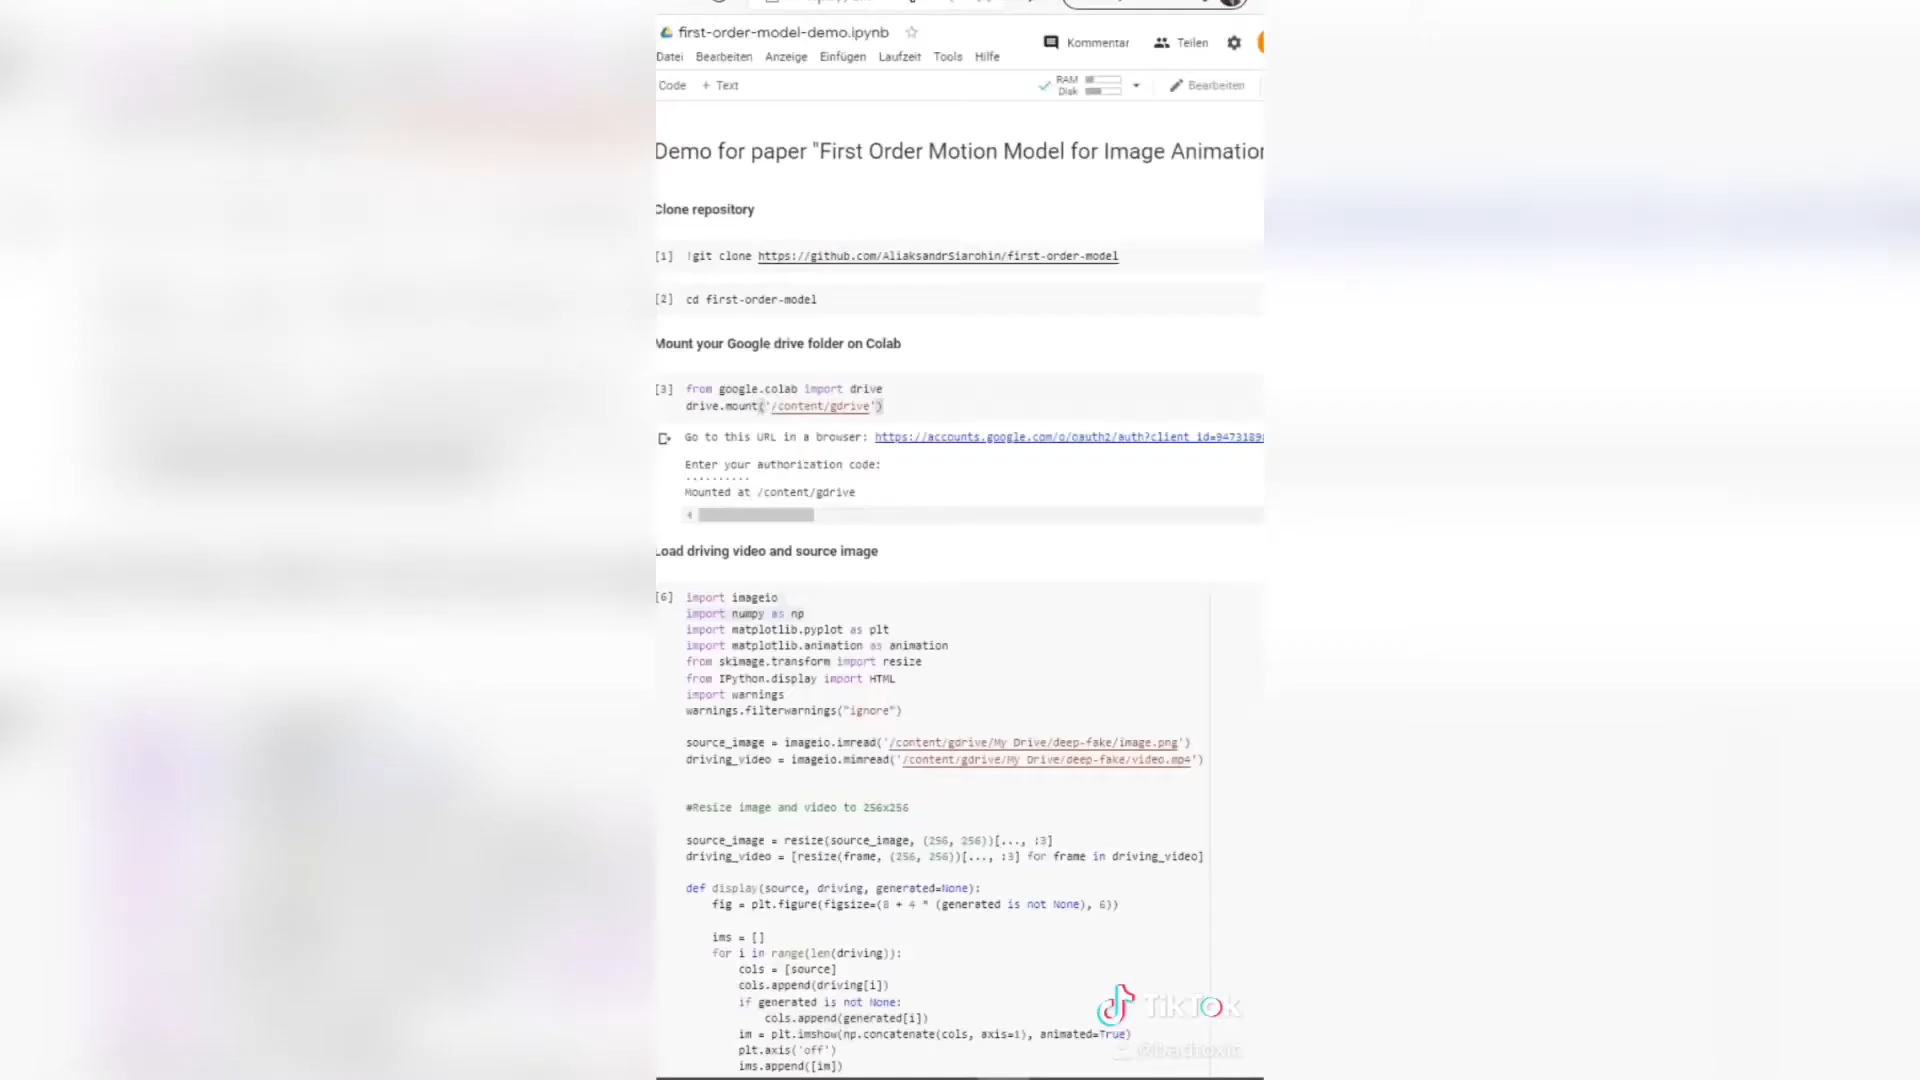 first-order-model-demo.ipynb
Kommentar
Teilen
Datei Bearbeiten Anzeige Einfügen Laufzeit Tools Hilfe
Code + Text
RAM
Disk
Bearbeiten
Demo for paper "First Order Motion Model for Image Animation
Clone repository
[1] !git clone https://github.com/AliaksandrSiarohin/first-order-model
[2] cd first-order-model
Mount your Google drive folder on Colab
[3] from google.colab import drive
drive.mount('/content/gdrive')
Go to this URL in a browser: https://accounts.google.com/o/oauth2/auth?client_id=9473189
Enter your authorization code:
..........
Mounted at /content/gdrive
Load driving video and source image
[6] import imageio
import numpy as np
import matplotlib.pyplot as plt
import matplotlib.animation as animation
from skimage.transform import resize
from IPython.display import HTML
import warnings
warnings.filterwarnings("ignore")
source_image = imageio.imread('/content/gdrive/My Drive/deep-fake/image.png')
driving_video = imageio.mimread('/content/gdrive/My Drive/deep-fake/video.mp4')
#Resize image and video to 256x256
source_image = resize(source_image, (256, 256))[..., :3]
driving_video = [resize(frame, (256, 256))[..., :3] for frame in driving_video]
def display(source, driving, generated=None):
fig = plt.figure(figsize=(8 + 4 * (generated is not None), 6))
ims = []
for i in range(len(driving)):
cols = [source]
cols.append(driving[i])
if generated is not None:
cols.append(generated[i])
im = plt.imshow(np.concatenate(cols, axis=1), animated=True)
plt.axis('off')
ims.append([im])
TikTok